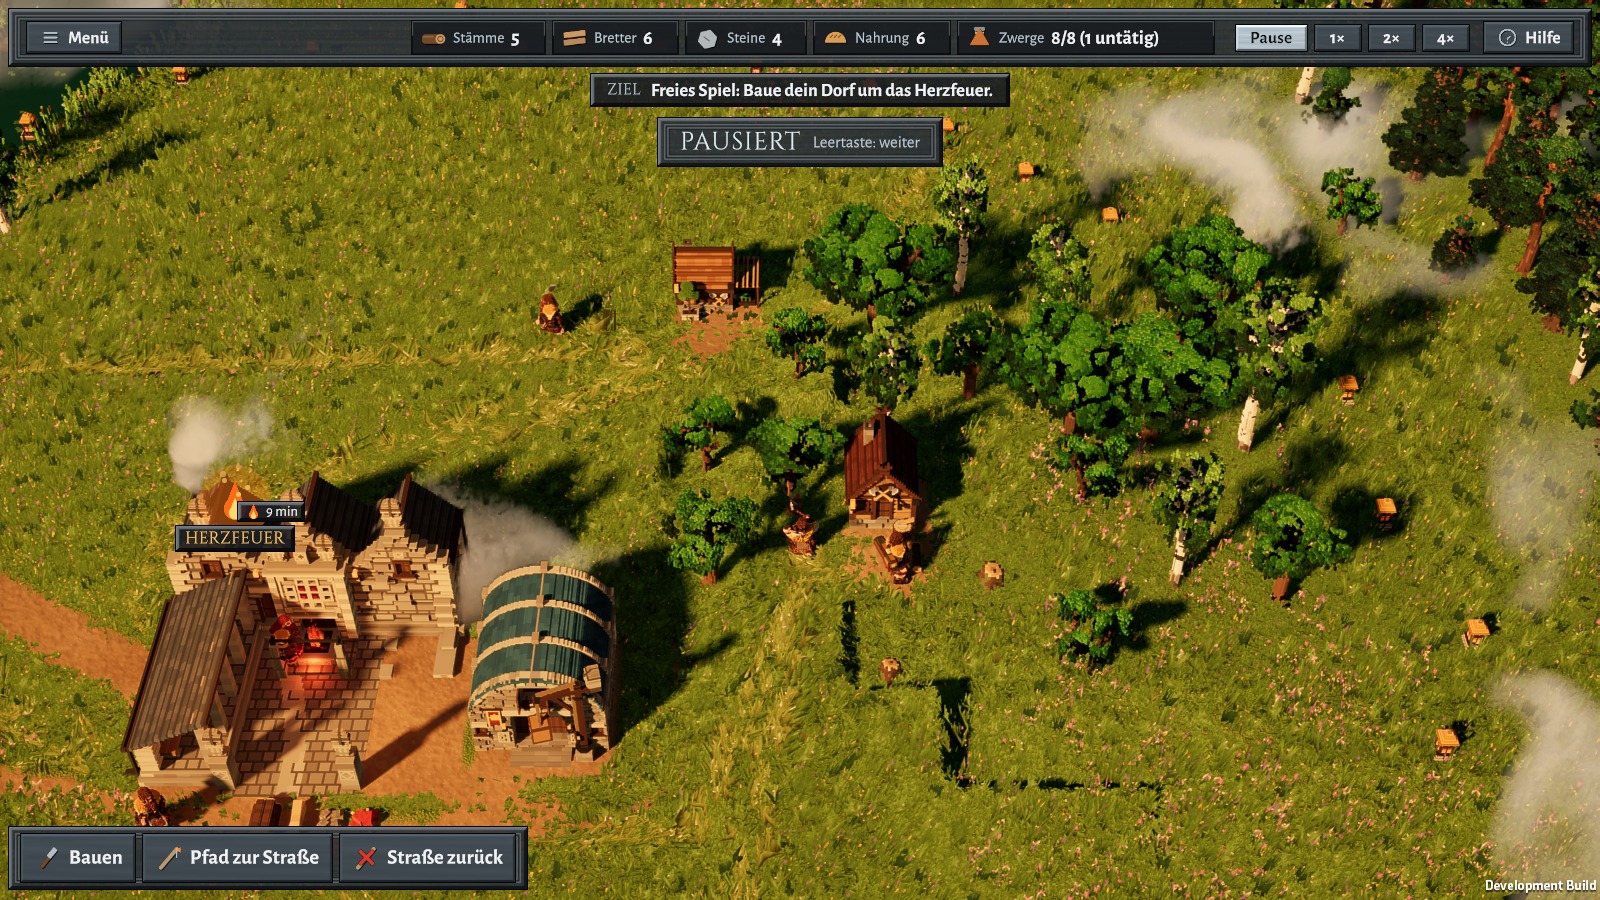 Menü
Stämme 5
Bretter 6
Steine 4
Nahrung 6
Zwerge 8/8 (1 untätig)
Pause
1×
2×
4×
Hilfe
ZIEL Freies Spiel: Baue dein Dorf um das Herzfeuer.
PAUSIERT Leertaste: weiter
9 min
HERZFEUER
Bauen
Pfad zur Straße
Straße zurück
Development Build